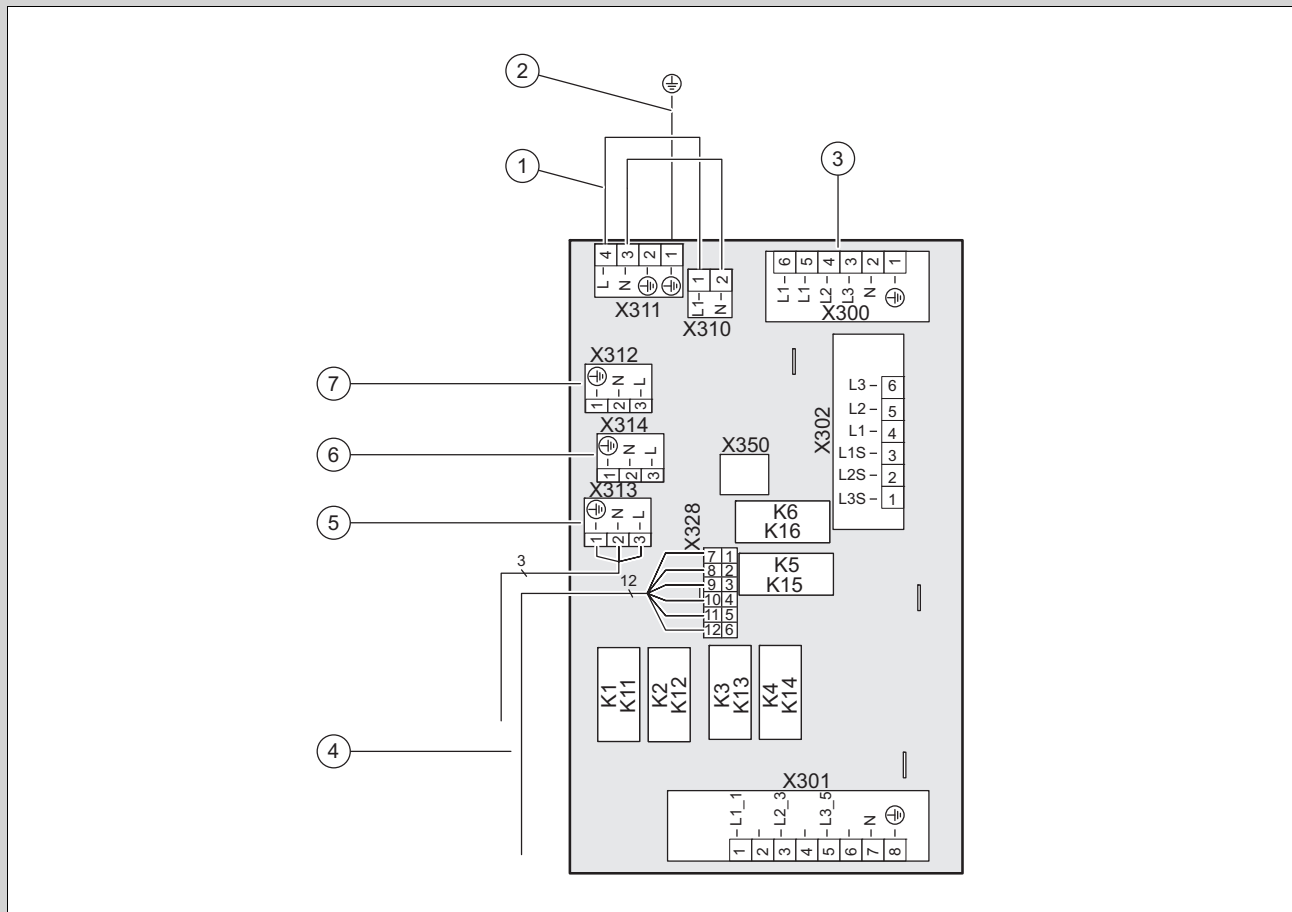 2
1
3
4 3 2 1
L – N – ⏚ – ⏚ –
X311
1 2
L1– N –
X310
6 5 4 3 2 1
L1– L1– L2– L3– N – ⏚ –
X300
7
X312
⏚ – N – L
1 2 3
6
X314
⏚ – N – L
1 2 3
5
X313
⏚ – N – L
1 2 3
X350
X302
L3 – 6
L2 – 5
L1 – 4
L1S – 3
L2S – 2
L3S – 1
K6
K16
K5
K15
X328
7 1
8 2
9 3
10 4
11 5
12 6
3
12
4
K1
K11
K2
K12
K3
K13
K4
K14
X301
– L1_1 – – L2_3 – – L3_5 – – N – ⏚
1 2 3 4 5 6 7 8